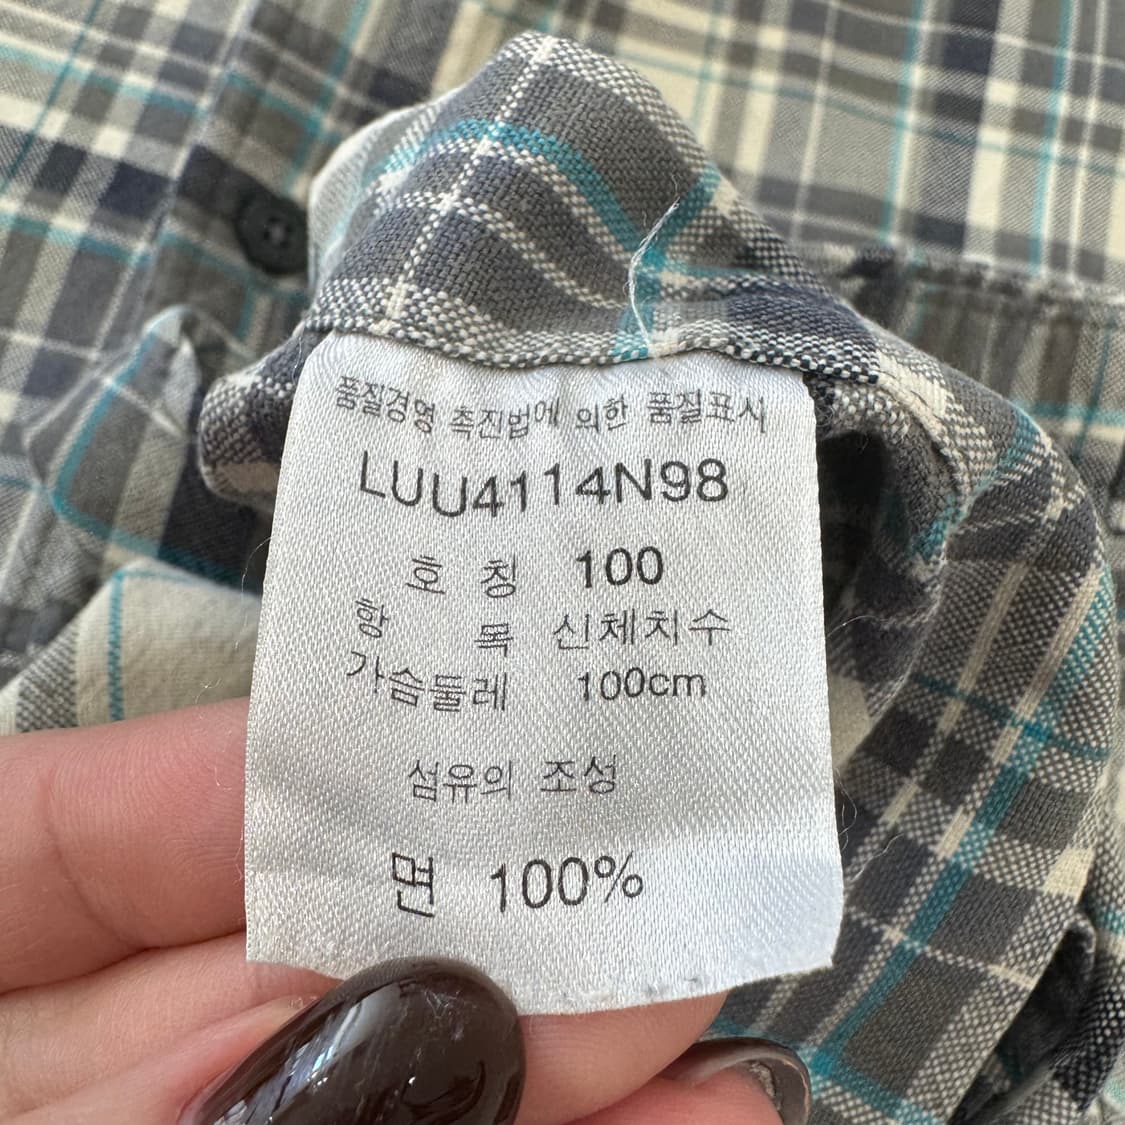 품질경영 촉진법에 의한 품질표시
LUU4114N98
호 칭 100
항 목 신체치수
가슴둘레 100cm
섬유의 조성
면 100%